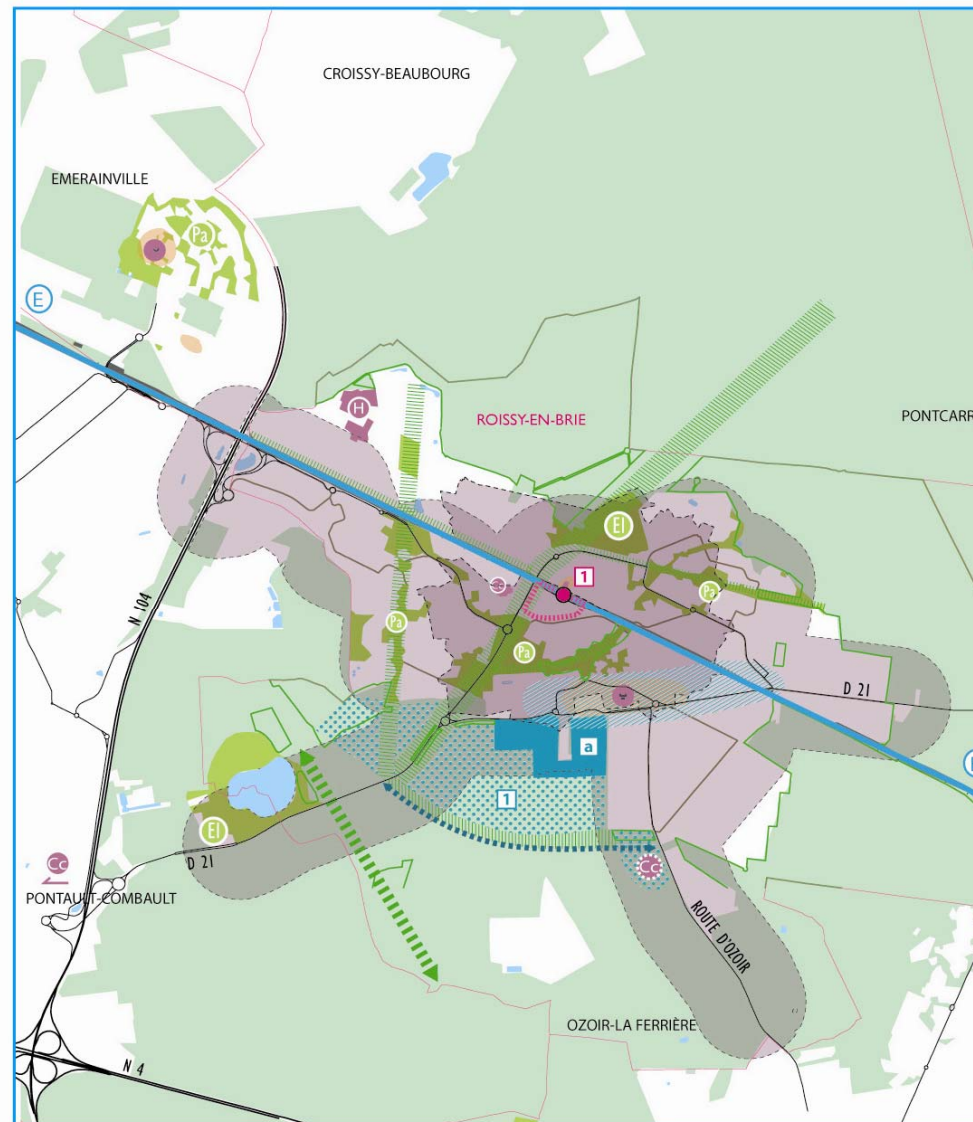 CROISSY-BEAUBOURG
EMERAINVILLE
Pa
E
H
ROISSY-EN-BRIE
PONTCARR
N 104
El
1
Pa
Pa
Pa
D 21
a
1
El
D 21
Cc
Cc
PONTAULT-COMBAULT
ROUTE D'OZOIR
OZOIR-LA FERRIÈRE
N 4